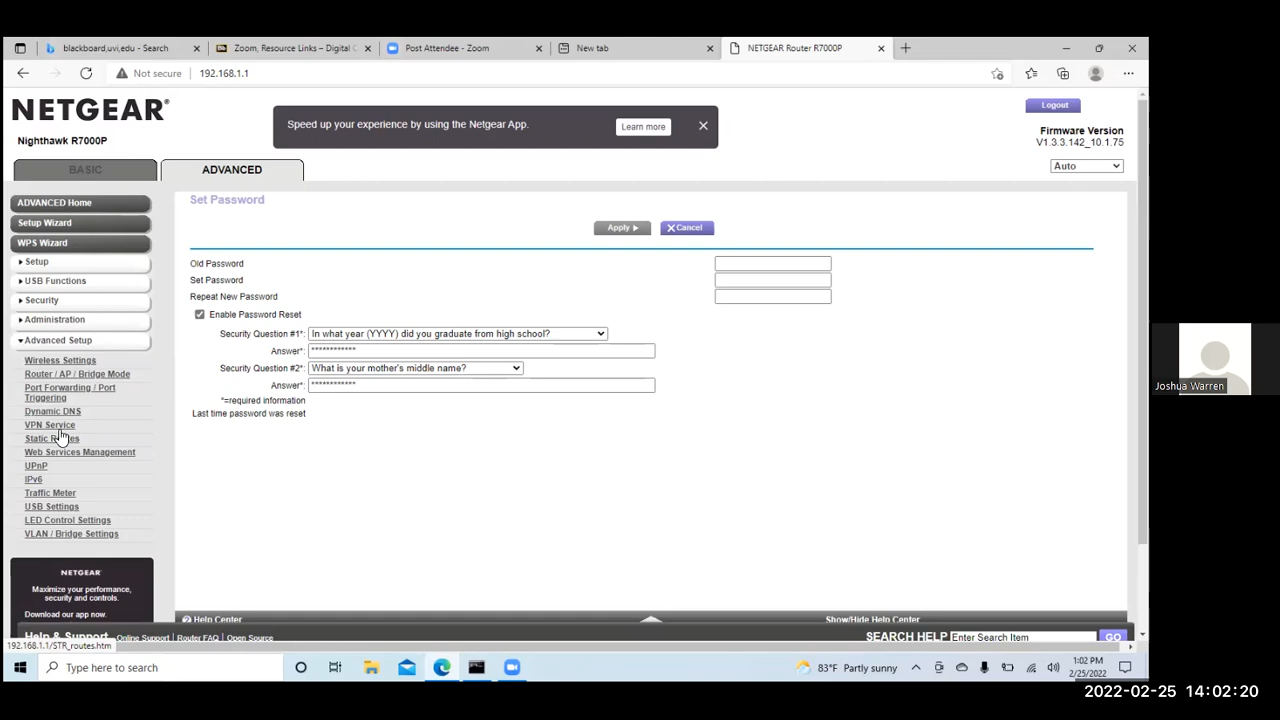 blackboard,uvi,edu - Search
Zoom, Resource Links – Digital C
Post Attendee - Zoom
New tab
NETGEAR Router R7000P
Not secure
192.168.1.1
NETGEAR®
Nighthawk R7000P
Speed up your experience by using the Netgear App.
Learn more
Logout
Firmware Version
V1.3.3.142_10.1.75
Auto
BASIC
ADVANCED
ADVANCED Home
Setup Wizard
WPS Wizard
Setup
USB Functions
Security
Administration
Advanced Setup
Wireless Settings
Router / AP / Bridge Mode
Port Forwarding / Port
Triggering
Dynamic DNS
VPN Service
Static Routes
Web Services Management
UPnP
IPv6
Traffic Meter
USB Settings
LED Control Settings
VLAN / Bridge Settings
NETGEAR
Maximize your performance,
security and controls.
Download our app now.
Set Password
Apply
Cancel
Old Password
Set Password
Repeat New Password
Enable Password Reset
Security Question #1*:
In what year (YYYY) did you graduate from high school?
Answer*:
************
Security Question #2*:
What is your mother's middle name?
Answer*:
************
*=required information
Last time password was reset
Help Center
Show/Hide Help Center
Help & Support
Online Support | Router FAQ | Open Source
SEARCH HELP
Enter Search Item
GO
192.168.1.1/STR_routes.htm
Joshua Warren
Type here to search
83°F Partly sunny
1:02 PM
2/25/2022
2022-02-25 14:02:20